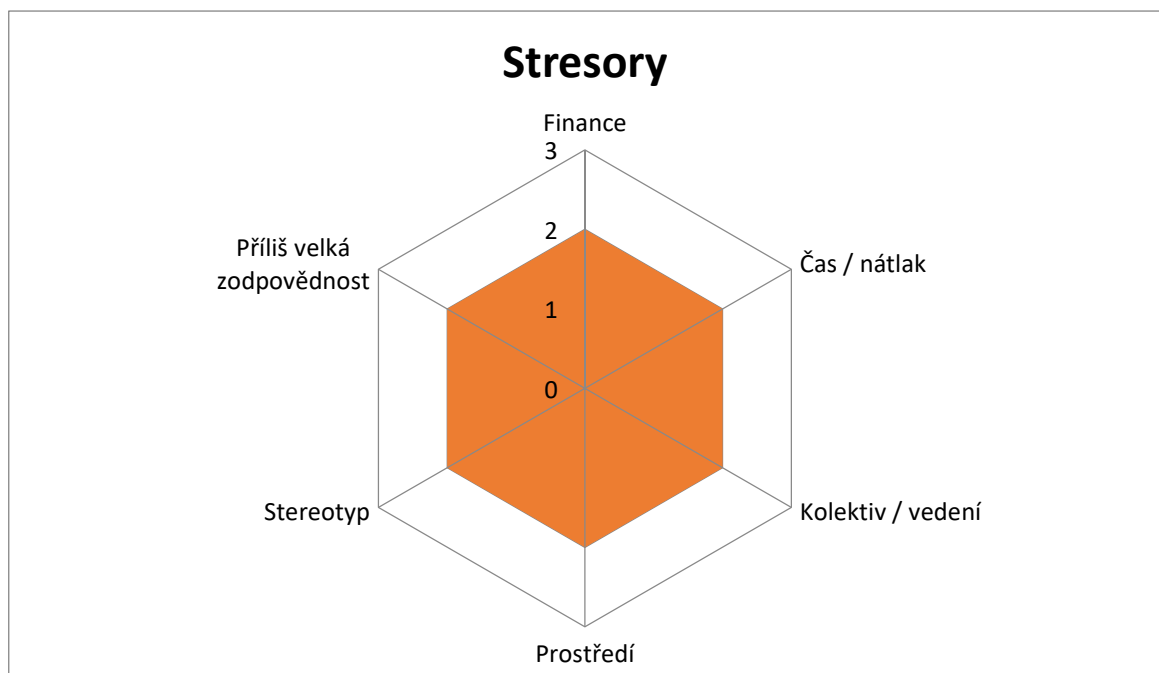 Stresory
Finance
3
2
1
0
Čas / nátlak
Kolektiv / vedení
Prostředí
Stereotyp
Příliš velká
zodpovědnost